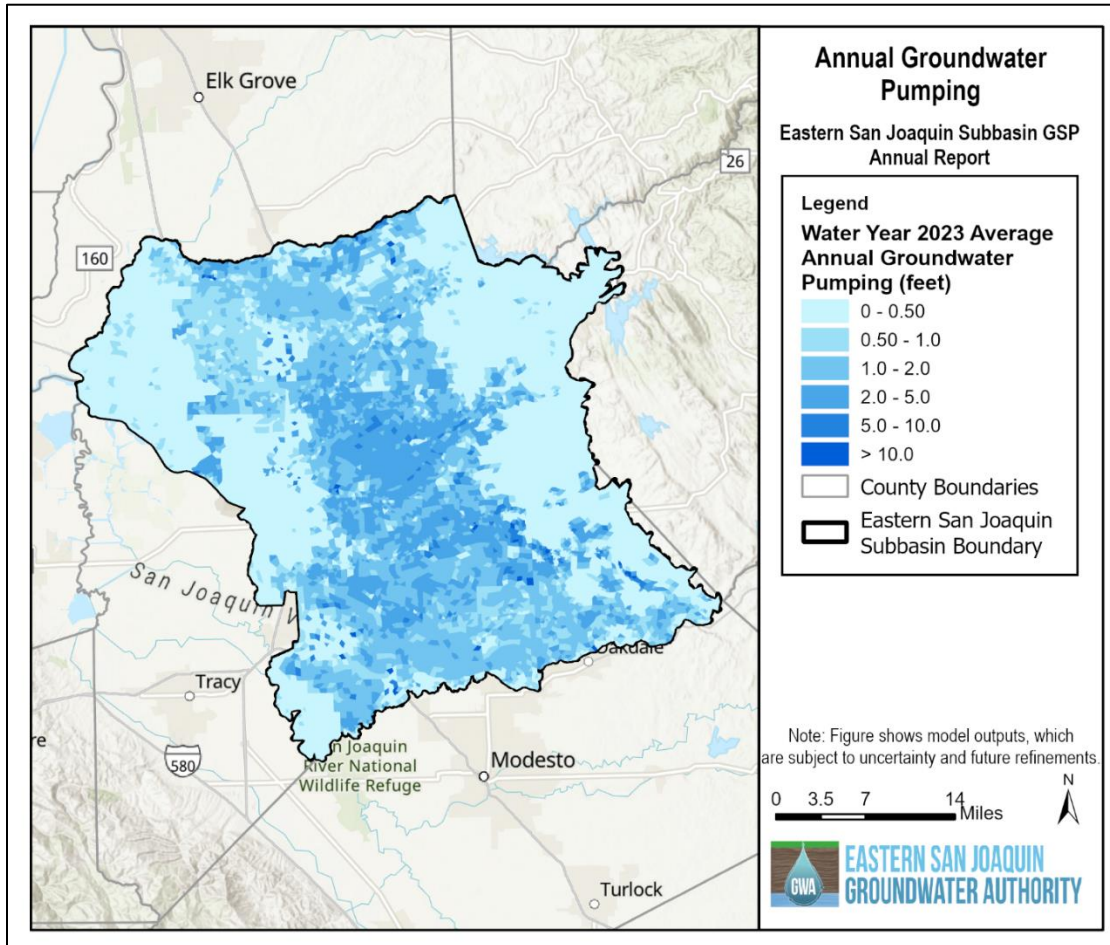 Elk Grove
26
160
San Joaquin V
Oakdale
Tracy
580
n Joaquin
River National
Wildlife Refuge
Modesto
Turlock
re
Annual Groundwater
Pumping
Eastern San Joaquin Subbasin GSP
Annual Report
Legend
Water Year 2023 Average
Annual Groundwater
Pumping (feet)
0 - 0.50
0.50 - 1.0
1.0 - 2.0
2.0 - 5.0
5.0 - 10.0
> 10.0
County Boundaries
Eastern San Joaquin
Subbasin Boundary
Note: Figure shows model outputs, which
are subject to uncertainty and future refinements.
N
0 3.5 7 14
Miles
GWA
EASTERN SAN JOAQUIN
GROUNDWATER AUTHORITY